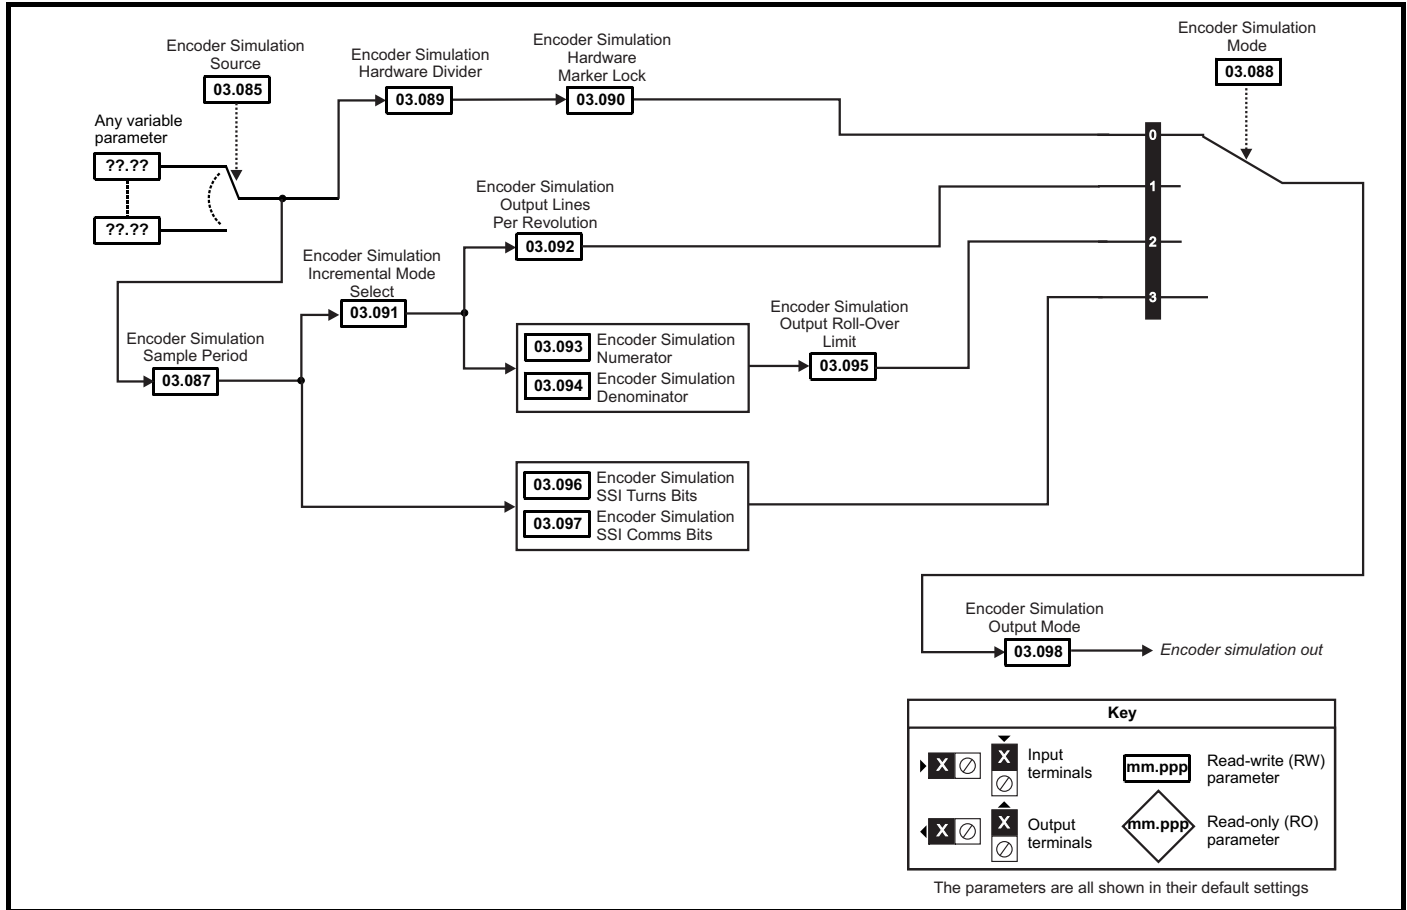 Encoder Simulation
Source
03.085
Any variable
parameter
??.??
??.??
Encoder Simulation
Hardware Divider
03.089
Encoder Simulation
Hardware
Marker Lock
03.090
Encoder Simulation
Mode
03.088
0
1
2
3
Encoder Simulation
Output Lines
Per Revolution
03.092
Encoder Simulation
Incremental Mode
Select
03.091
Encoder Simulation
Sample Period
03.087
03.093
Encoder Simulation
Numerator
03.094
Encoder Simulation
Denominator
Encoder Simulation
Output Roll-Over
Limit
03.095
03.096
Encoder Simulation
SSI Turns Bits
03.097
Encoder Simulation
SSI Comms Bits
Encoder Simulation
Output Mode
03.098
Encoder simulation out
Key
X
X
Input
terminals
mm.ppp
Read-write (RW)
parameter
X
X
Output
terminals
mm.ppp
Read-only (RO)
parameter
The parameters are all shown in their default settings